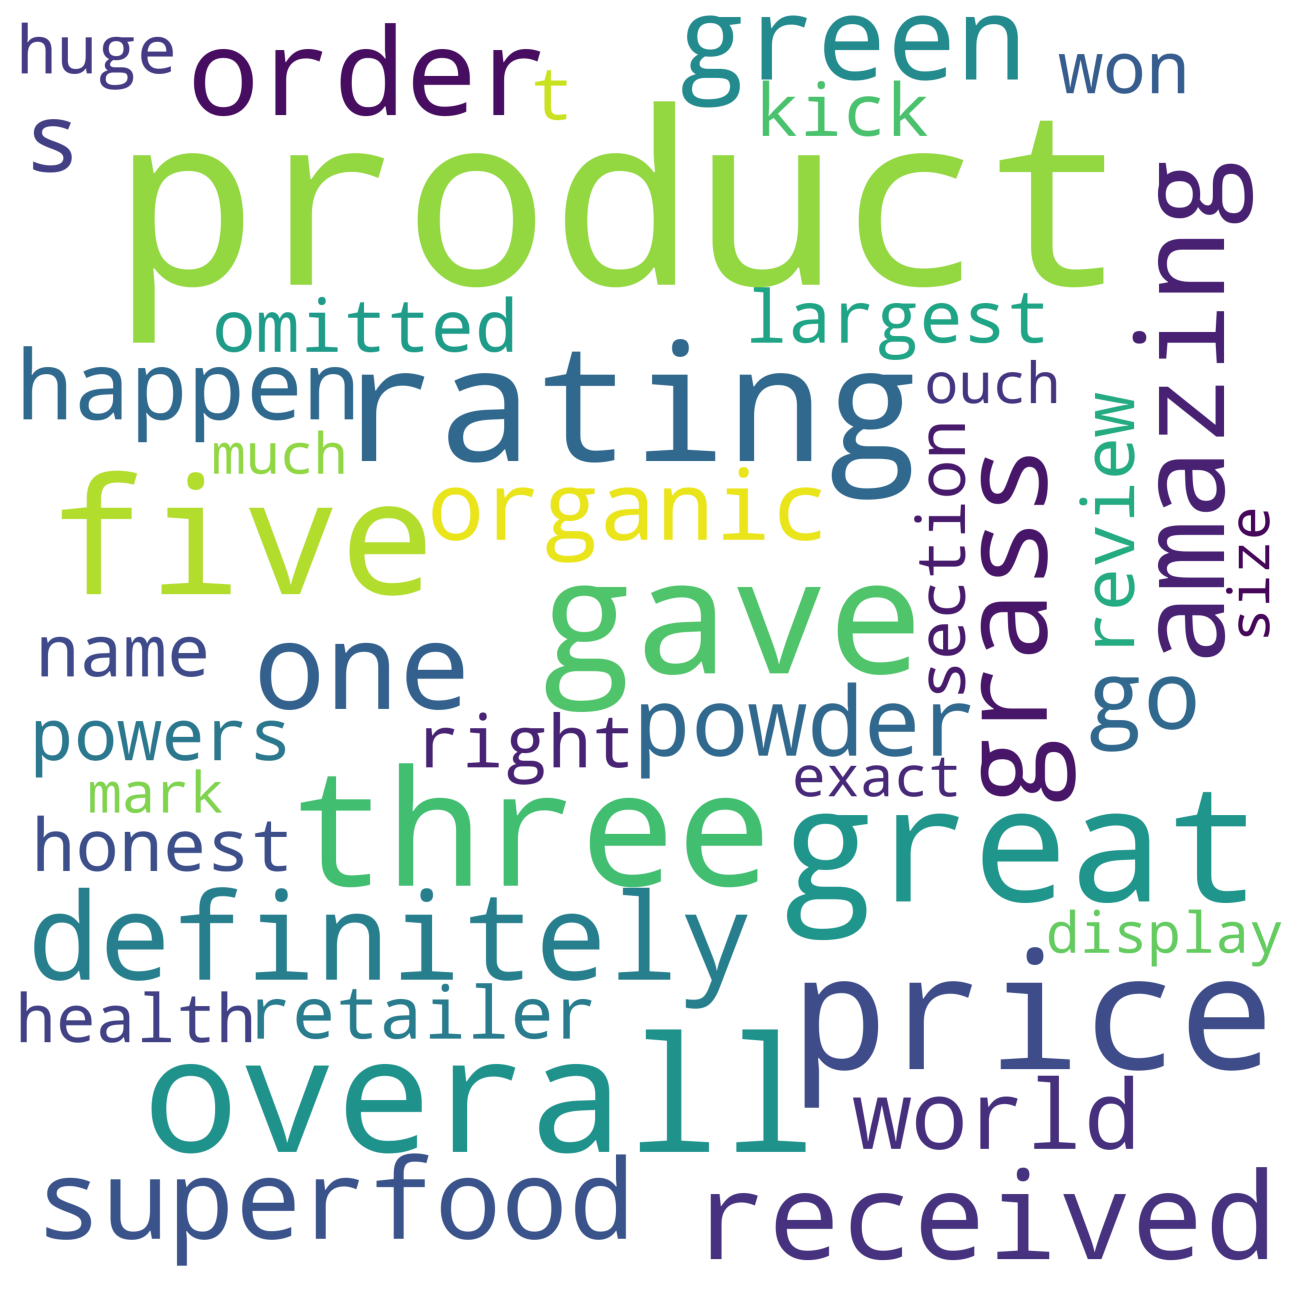 huge
order
t
green
won
s
kick
product
amazing
omitted
largest
happen
rating
ouch
much
five
organic
section
grass
review
size
name
one
gave
go
powers
right
powder
mark
exact
honest
three
great
definitely
display
health
retailer
price
overall
world
superfood
received